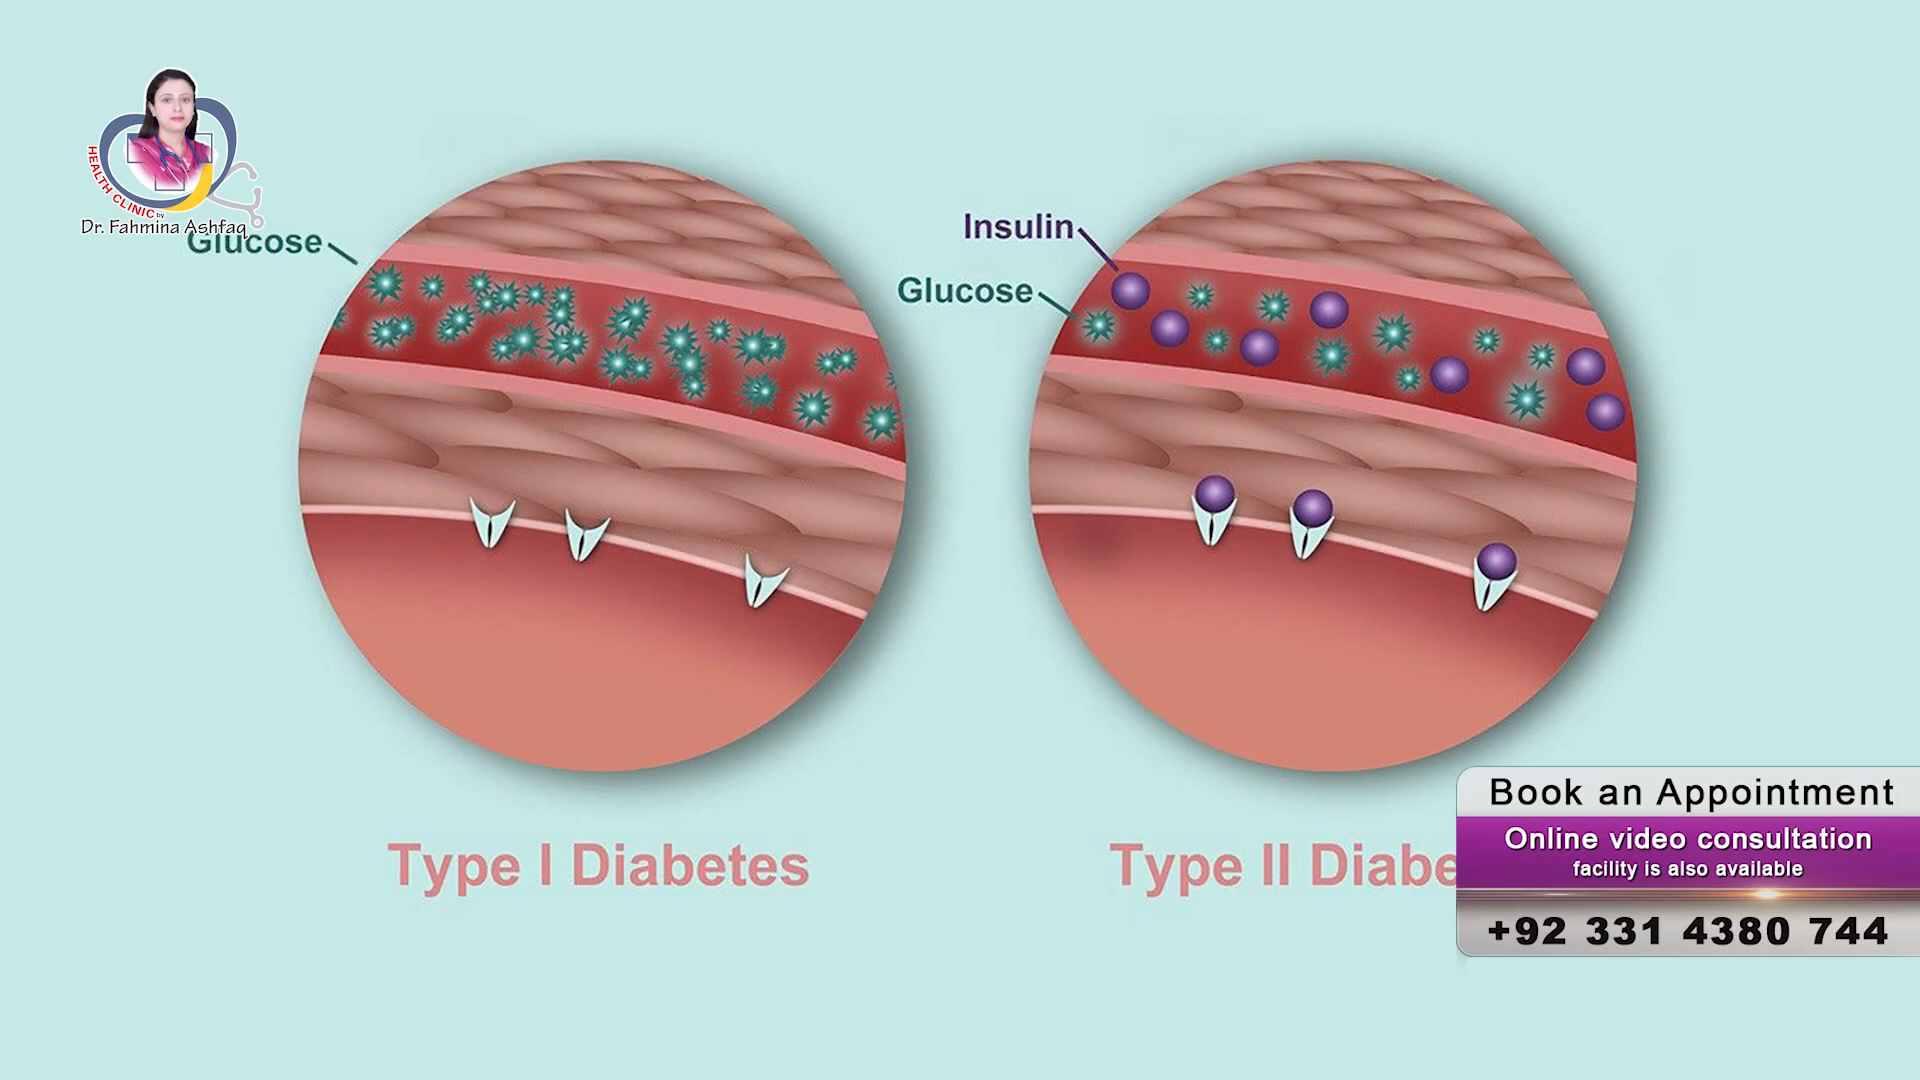 HEALTH CLINIC by
Dr. Fahmina Ashfaq
Glucose
Insulin
Glucose
Type I Diabetes
Type II Diabe
Book an Appointment
Online video consultation
facility is also available
+92 331 4380 744